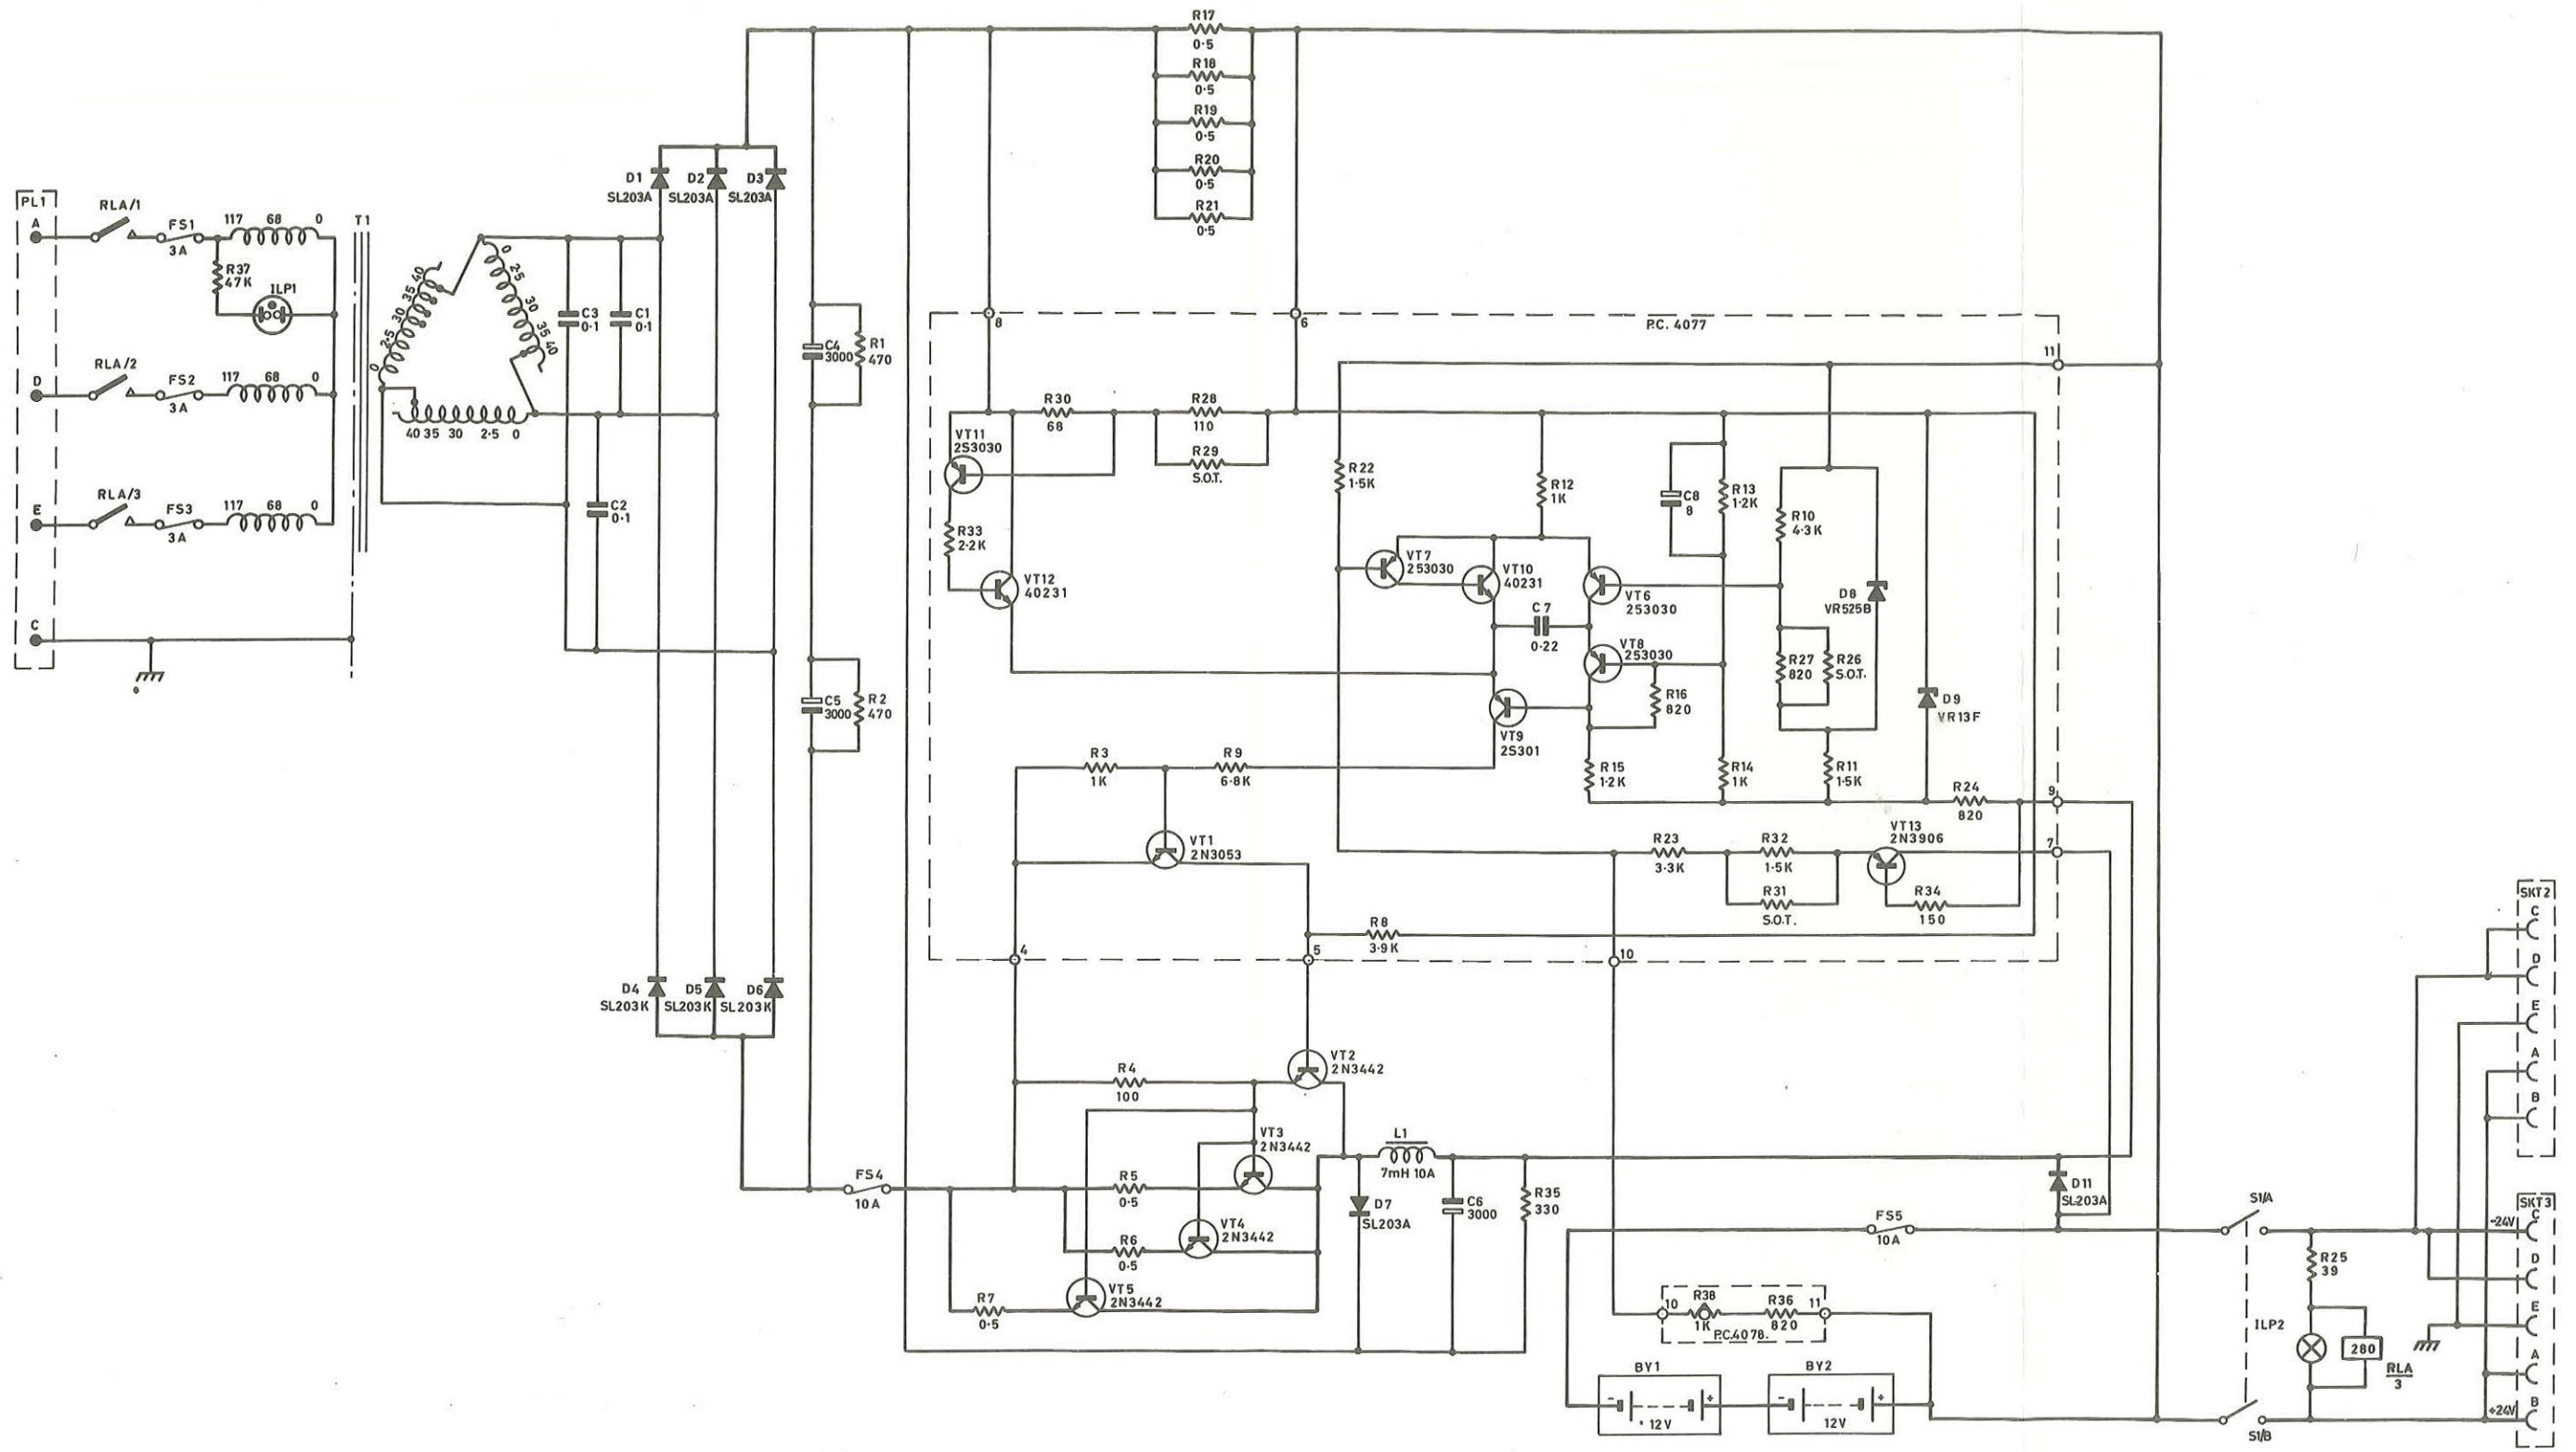 R17
0·5
R18
0·5
R19
0·5
R20
0·5
R21
0·5
D1
SL203A
D2
SL203A
D3
SL203A
PL1
A
RLA/1
FS1
3A
117 68 0
T1
R37
47K
ILP1
D
RLA/2
FS2
3A
117 68 0
E
RLA/3
FS3
3A
117 68 0
C
0 2·5 30 35 40
0 25 30 35 40
40 35 30 2·5 0
C3
0·1
C1
0·1
C2
0·1
C4
3000
R1
470
C5
3000
R2
470
8
6
P.C. 4077
11
R30
68
R28
110
R29
S.O.T.
VT11
2S3030
R33
2·2K
VT12
40231
R22
1·5K
R12
1K
C8
8
R13
1·2K
R10
4·3K
VT7
2S3030
VT10
40231
VT6
2S3030
D8
VR525B
C7
0·22
VT8
2S3030
R16
820
R27
820
R26
S.O.T.
D9
VR13F
VT9
2S301
R3
1K
R9
6·8K
R15
1·2K
R14
1K
R11
1·5K
R24
820
9
VT1
2N3053
R23
3·3K
R32
1·5K
R31
S.O.T.
VT13
2N3906
7
R34
150
R8
3·9K
4
5
10
D4
SL203K
D5
SL203K
D6
SL203K
R4
100
VT2
2N3442
VT3
2N3442
R5
0·5
VT4
2N3442
R6
0·5
VT5
2N3442
R7
0·5
FS4
10A
L1
7mH 10A
D7
SL203A
C6
3000
R35
330
D11
SL203A
FS5
10A
10
R38
1K
R36
820
11
P.C.4078.
BY1
- +
12V
BY2
- +
12V
S1/A
S1/B
R25
39
ILP2
280
RLA
3
SKT2
C
D
E
A
B
SKT3
-24V
C
D
E
A
+24V
B